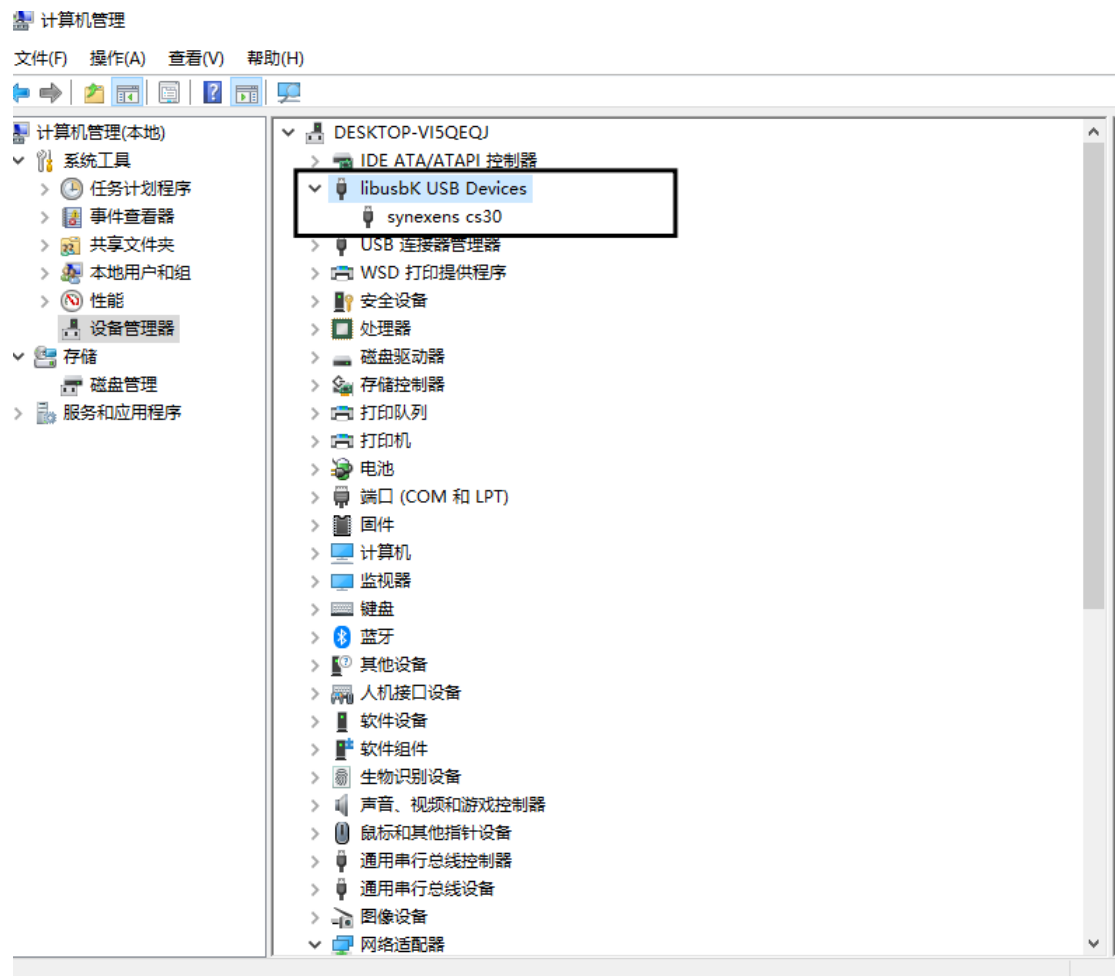 计算机管理
文件(F) 操作(A) 查看(V) 帮助(H)
计算机管理(本地)
系统工具
任务计划程序
事件查看器
共享文件夹
本地用户和组
性能
设备管理器
存储
磁盘管理
服务和应用程序
DESKTOP-VI5QEQJ
IDE ATA/ATAPI 控制器
libusbK USB Devices
synexens cs30
USB 连接器管理器
WSD 打印提供程序
安全设备
处理器
磁盘驱动器
存储控制器
打印队列
打印机
电池
端口 (COM 和 LPT)
固件
计算机
监视器
键盘
蓝牙
其他设备
人机接口设备
软件设备
软件组件
生物识别设备
声音、视频和游戏控制器
鼠标和其他指针设备
通用串行总线控制器
通用串行总线设备
图像设备
网络适配器